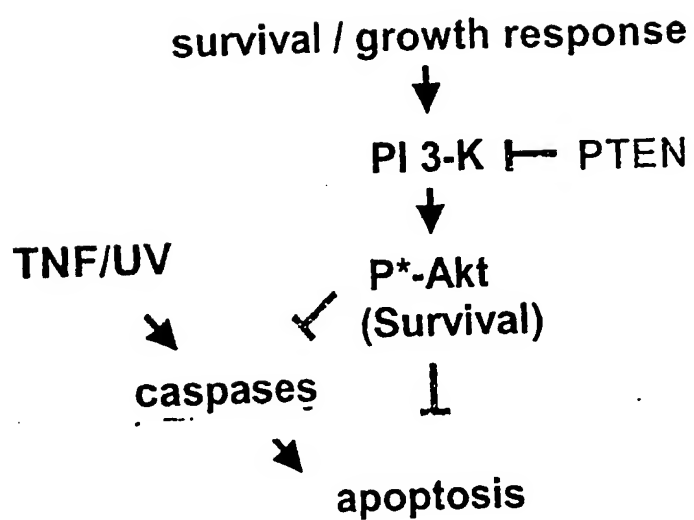 survival / growth response
PI 3-K PTEN
TNF/UV
P*-Akt
(Survival)
caspases
apoptosis